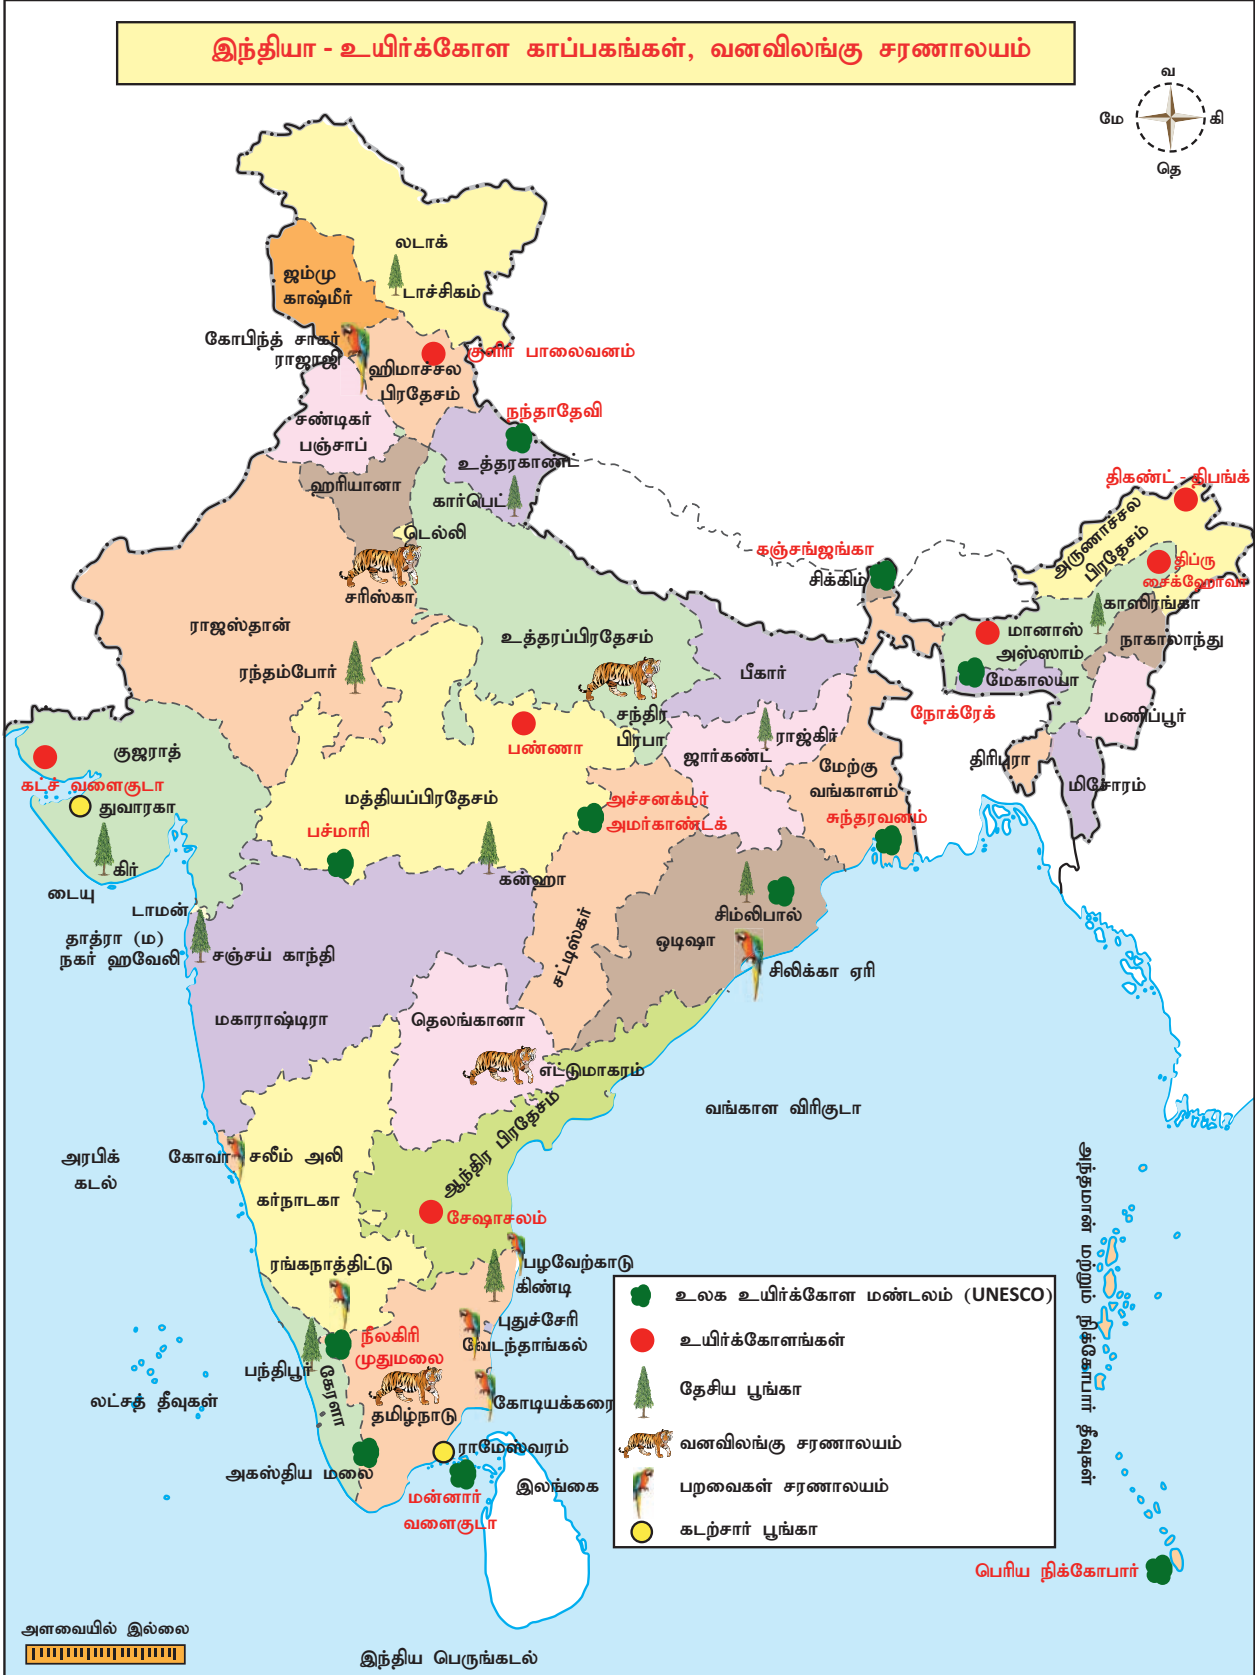 இந்தியா - உயிர்க்கோள காப்பகங்கள், வனவிலங்கு சரணாலயம்
வ
மே
கி
தெ
லடாக்
ஜம்மு
காஷ்மீர்
டாச்சிகம்
கோபிந்த் சாகர்
ராஜாஜி
குளிர் பாலைவனம்
ஹிமாச்சல
பிரதேசம்
நந்தாதேவி
சண்டிகர்
பஞ்சாப்
உத்தரகாண்ட்
ஹரியானா
கார்பெட்
டெல்லி
சரிஸ்கா
திகண்ட் - திபங்க்
அருணாச்சல
பிரதேசம்
கஞ்சங்ஜங்கா
சிக்கிம்
திப்ரு
சைக்ஹோவா
காஸிரங்கா
மானாஸ்
அஸ்ஸாம்
நாகாலாந்து
மேகாலயா
நோக்ரேக்
மணிப்பூர்
திரிபுரா
மிசோரம்
ராஜஸ்தான்
உத்தரப்பிரதேசம்
ரந்தம்போர்
பீகார்
சந்திர
பிரபா
பண்ணா
ராஜ்கிர்
ஜார்கண்ட்
மேற்கு
வங்காளம்
குஜராத்
கட்ச் வளைகுடா
துவாரகா
மத்தியப்பிரதேசம்
அச்சனக்மர்
அமர்காண்டக்
சுந்தரவனம்
பச்மாரி
கிர்
கன்ஹா
டையு
டாமன்
தாத்ரா (ம)
நகர் ஹவேலி
சஞ்சய் காந்தி
சட்டிஸ்கர்
சிம்லிபால்
ஒடிஷா
சிலிக்கா ஏரி
மகாராஷ்டிரா
தெலங்கானா
எட்டுமாகரம்
வங்காள விரிகுடா
ஆந்திர பிரதேசம்
அரபிக்
கடல்
கோவா
சலீம் அலி
கர்நாடகா
சேஷாசலம்
அந்தமான் மற்றும் நிக்கோபார் தீவுகள்
ரங்கநாத்திட்டு
பழவேற்காடு
கிண்டி
புதுச்சேரி
வேடந்தாங்கல்
நீலகிரி
முதுமலை
பந்திபூர்
கேரளா
லட்சத் தீவுகள்
தமிழ்நாடு
கோடியக்கரை
ராமேஸ்வரம்
அகஸ்திய மலை
மன்னார்
வளைகுடா
இலங்கை
உலக உயிர்க்கோள மண்டலம் (UNESCO)
உயிர்க்கோளங்கள்
தேசிய பூங்கா
வனவிலங்கு சரணாலயம்
பறவைகள் சரணாலயம்
கடற்சார் பூங்கா
பெரிய நிக்கோபார்
அளவையில் இல்லை
இந்திய பெருங்கடல்